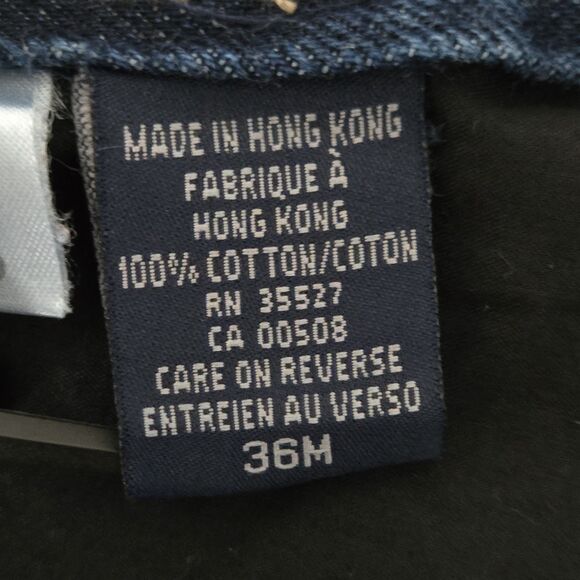 MADE IN HONG KONG
FABRIQUE À
HONG KONG
100% COTTON/COTON
RN 35527
CA 00508
CARE ON REVERSE
ENTREIEN AU VERSO
36M